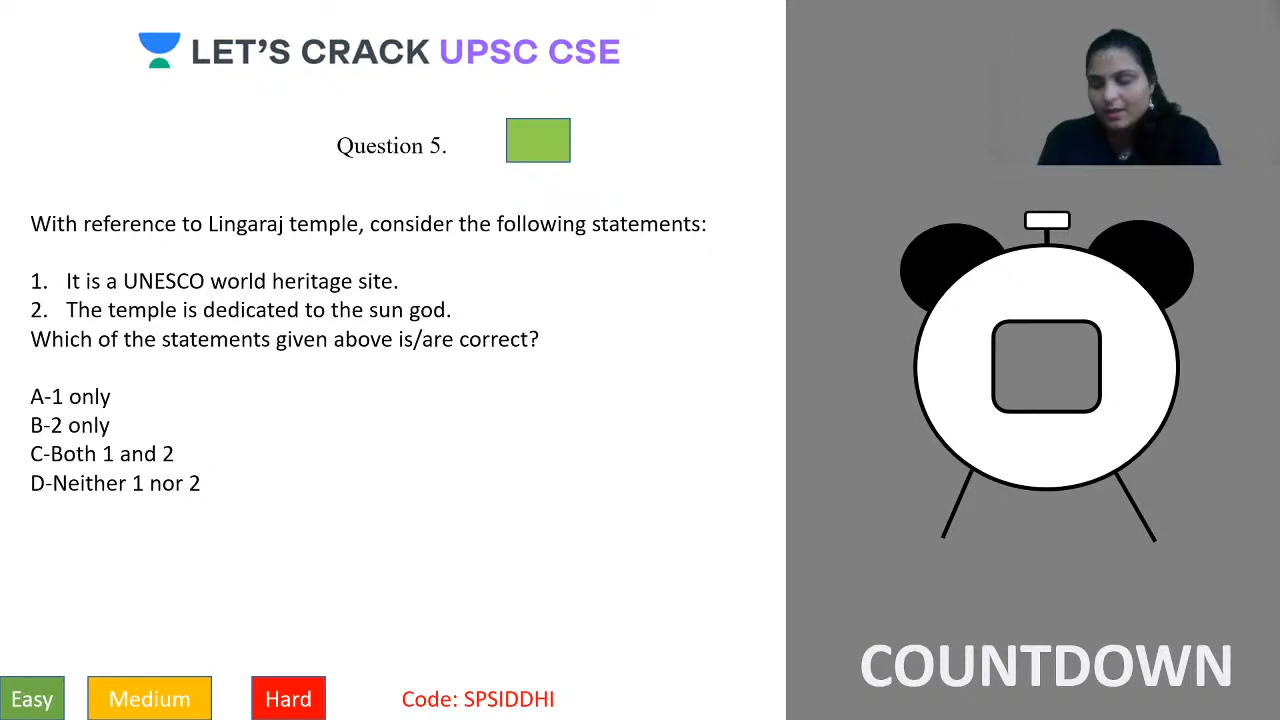 LET'S CRACK UPSC CSE
Question 5.
With reference to Lingaraj temple, consider the following statements:
1. It is a UNESCO world heritage site.
2. The temple is dedicated to the sun god.
Which of the statements given above is/are correct?
A-1 only
B-2 only
C-Both 1 and 2
D-Neither 1 nor 2
COUNTDOWN
Easy Medium Hard Code: SPSIDDHI